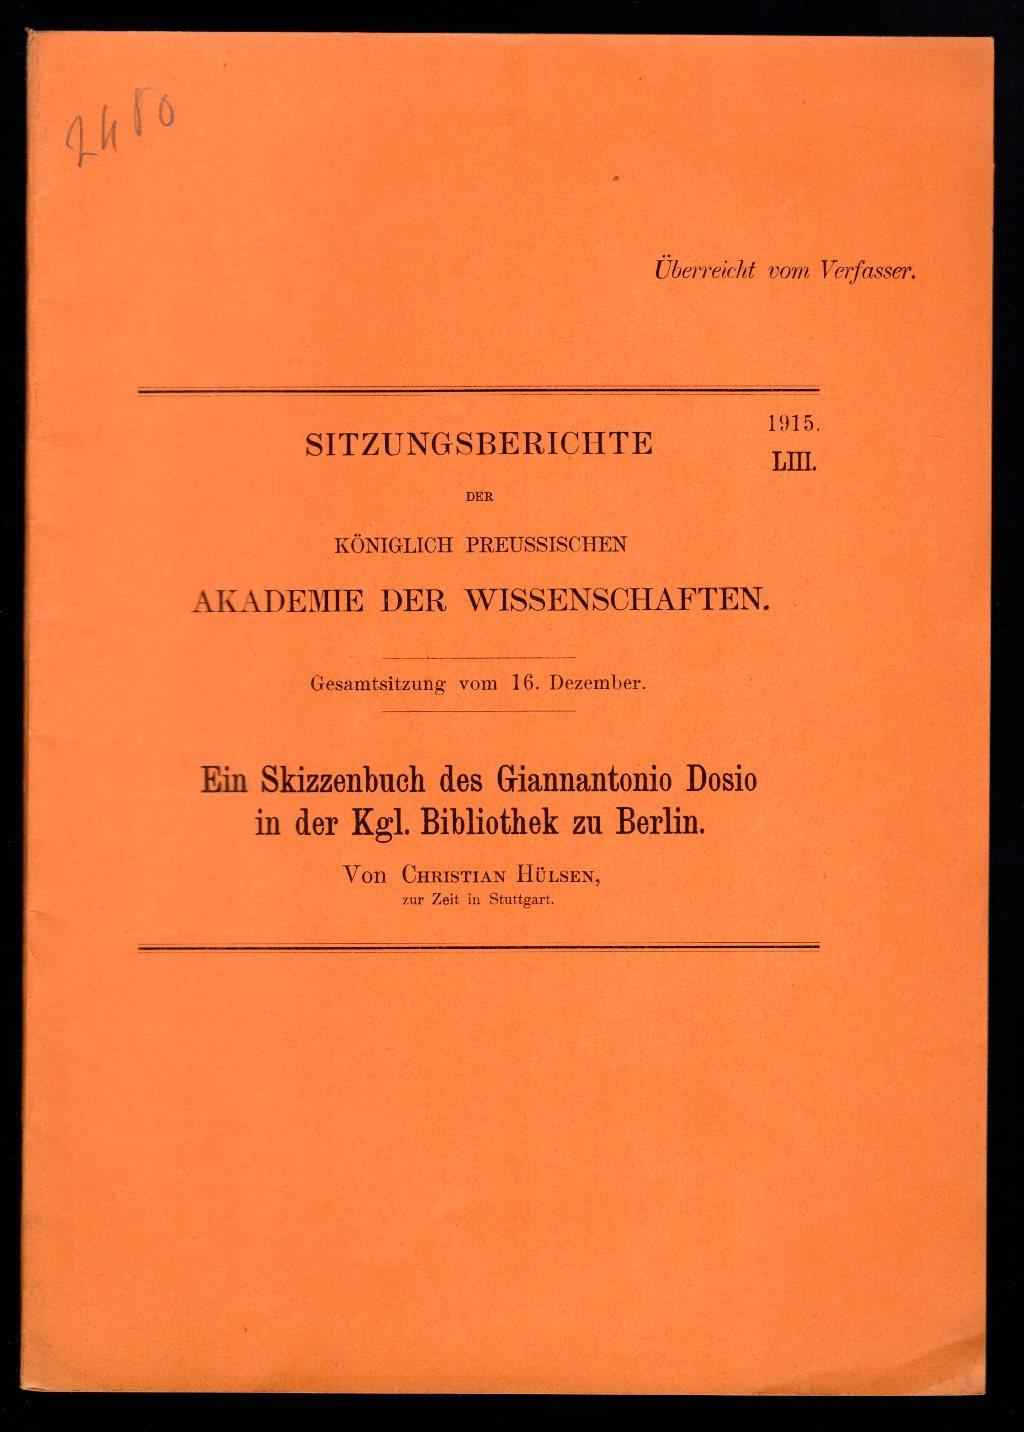 2480
Überreicht vom Verfasser.
1915.
SITZUNGSBERICHTE
LIII.
DER
KÖNIGLICH PREUSSISCHEN
AKADEMIE DER WISSENSCHAFTEN.
Gesamtsitzung vom 16. Dezember.
Ein Skizzenbuch des Giannantonio Dosio
in der Kgl. Bibliothek zu Berlin.
Von CHRISTIAN HÜLSEN,
zur Zeit in Stuttgart.